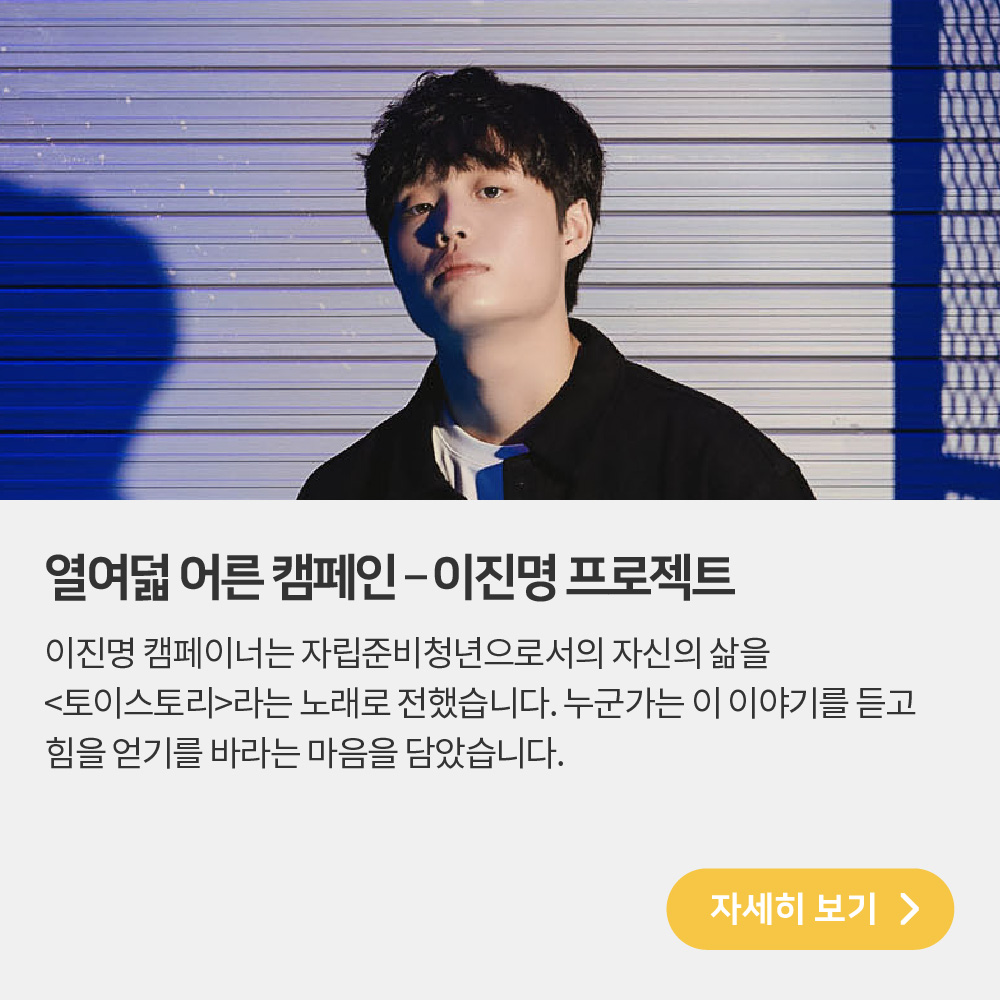 열여덟 어른 캠페인 – 이진명 프로젝트
이진명 캠페이너는 자립준비청년으로서의 자신의 삶을
<토이스토리>라는 노래로 전했습니다. 누군가는 이 이야기를 듣고
힘을 얻기를 바라는 마음을 담았습니다.
자세히 보기